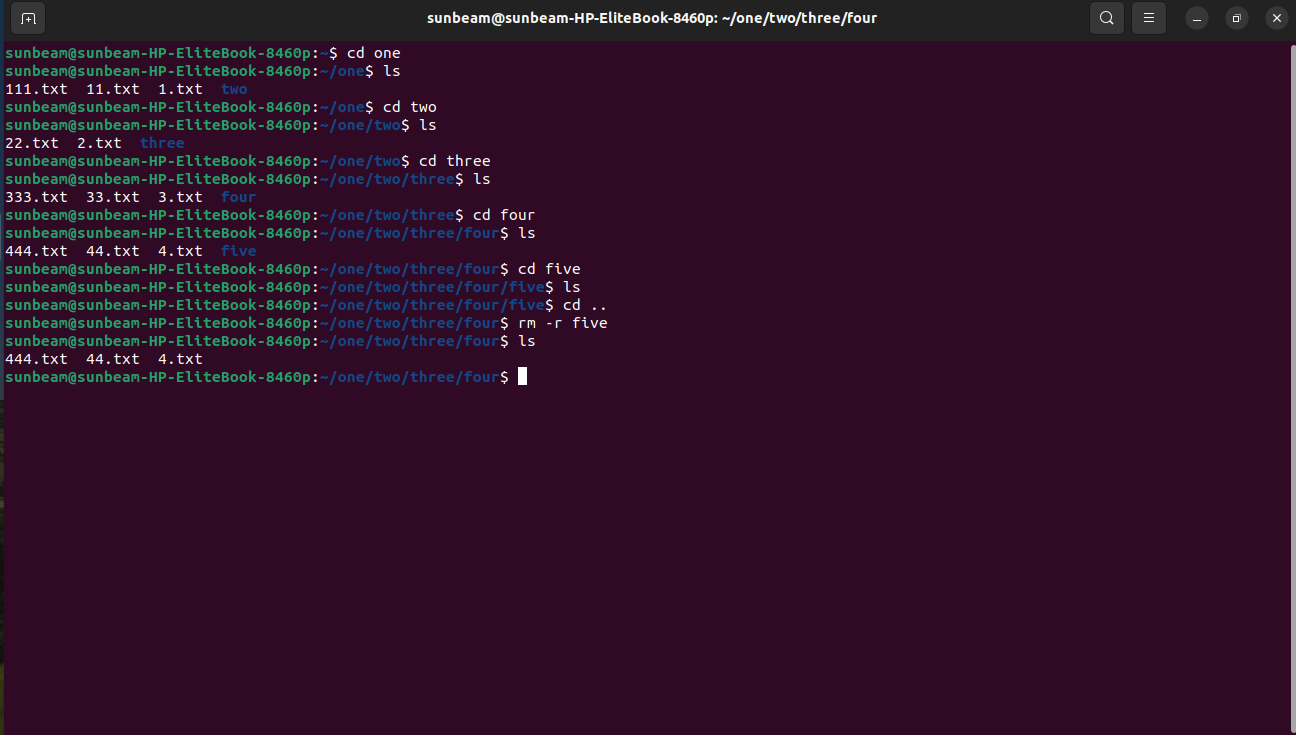 sunbeam@sunbeam-HP-EliteBook-8460p: ~/one/two/three/four
sunbeam@sunbeam-HP-EliteBook-8460p:~$ cd one
sunbeam@sunbeam-HP-EliteBook-8460p:~/one$ ls
111.txt  11.txt  1.txt  two
sunbeam@sunbeam-HP-EliteBook-8460p:~/one$ cd two
sunbeam@sunbeam-HP-EliteBook-8460p:~/one/two$ ls
22.txt  2.txt  three
sunbeam@sunbeam-HP-EliteBook-8460p:~/one/two$ cd three
sunbeam@sunbeam-HP-EliteBook-8460p:~/one/two/three$ ls
333.txt  33.txt  3.txt  four
sunbeam@sunbeam-HP-EliteBook-8460p:~/one/two/three$ cd four
sunbeam@sunbeam-HP-EliteBook-8460p:~/one/two/three/four$ ls
444.txt  44.txt  4.txt  five
sunbeam@sunbeam-HP-EliteBook-8460p:~/one/two/three/four$ cd five
sunbeam@sunbeam-HP-EliteBook-8460p:~/one/two/three/four/five$ ls
sunbeam@sunbeam-HP-EliteBook-8460p:~/one/two/three/four/five$ cd ..
sunbeam@sunbeam-HP-EliteBook-8460p:~/one/two/three/four$ rm -r five
sunbeam@sunbeam-HP-EliteBook-8460p:~/one/two/three/four$ ls
444.txt  44.txt  4.txt
sunbeam@sunbeam-HP-EliteBook-8460p:~/one/two/three/four$